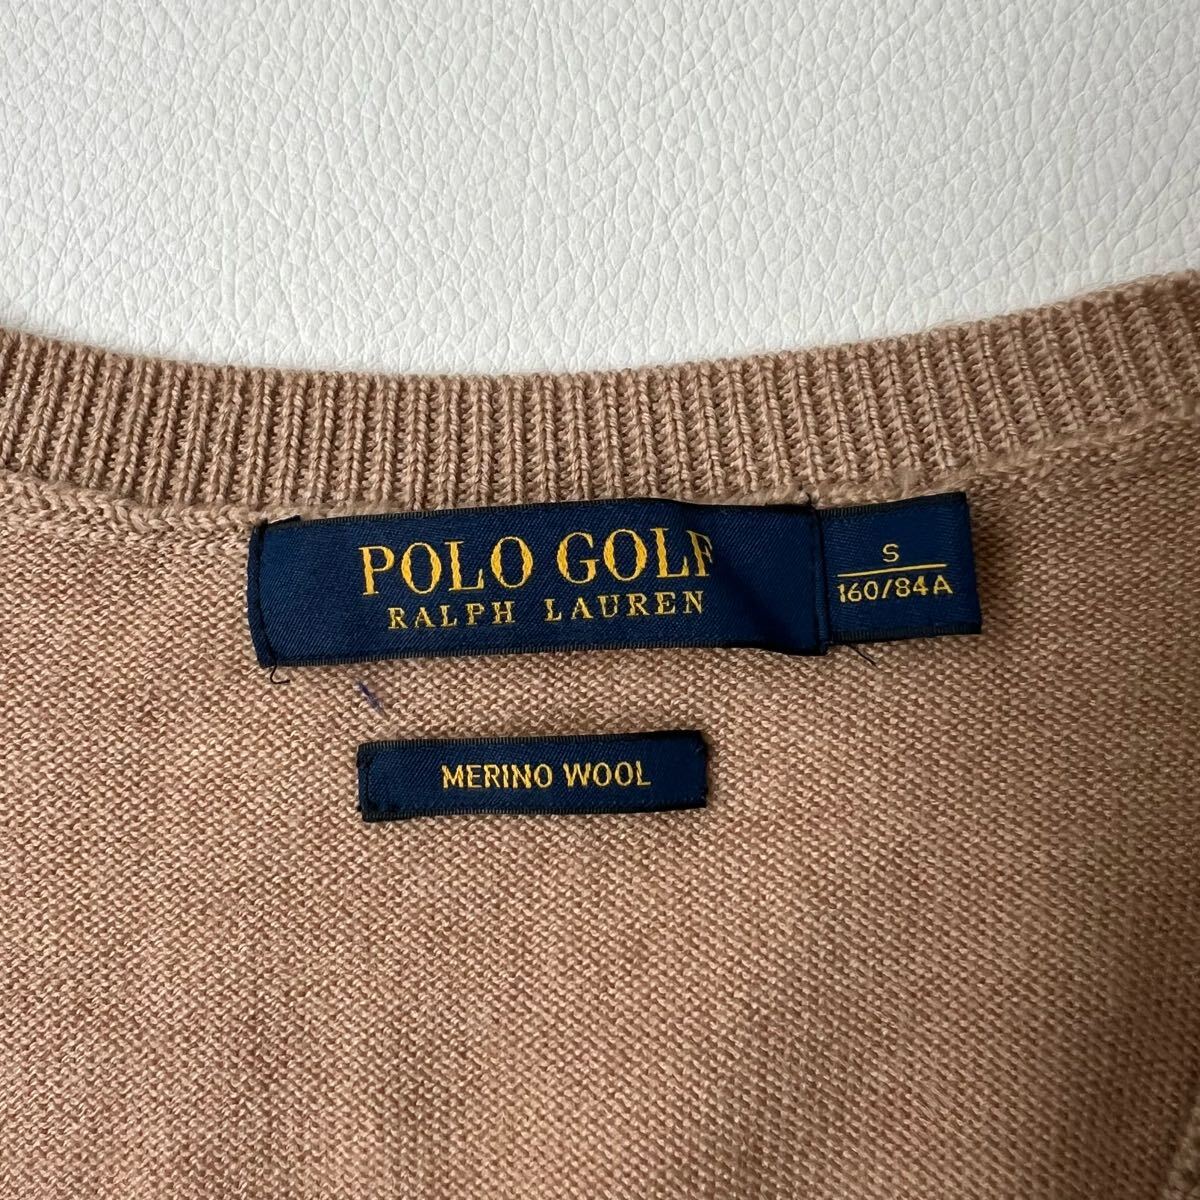 POLO GOLF
RALPH LAUREN
S
160/84A
MERINO WOOL